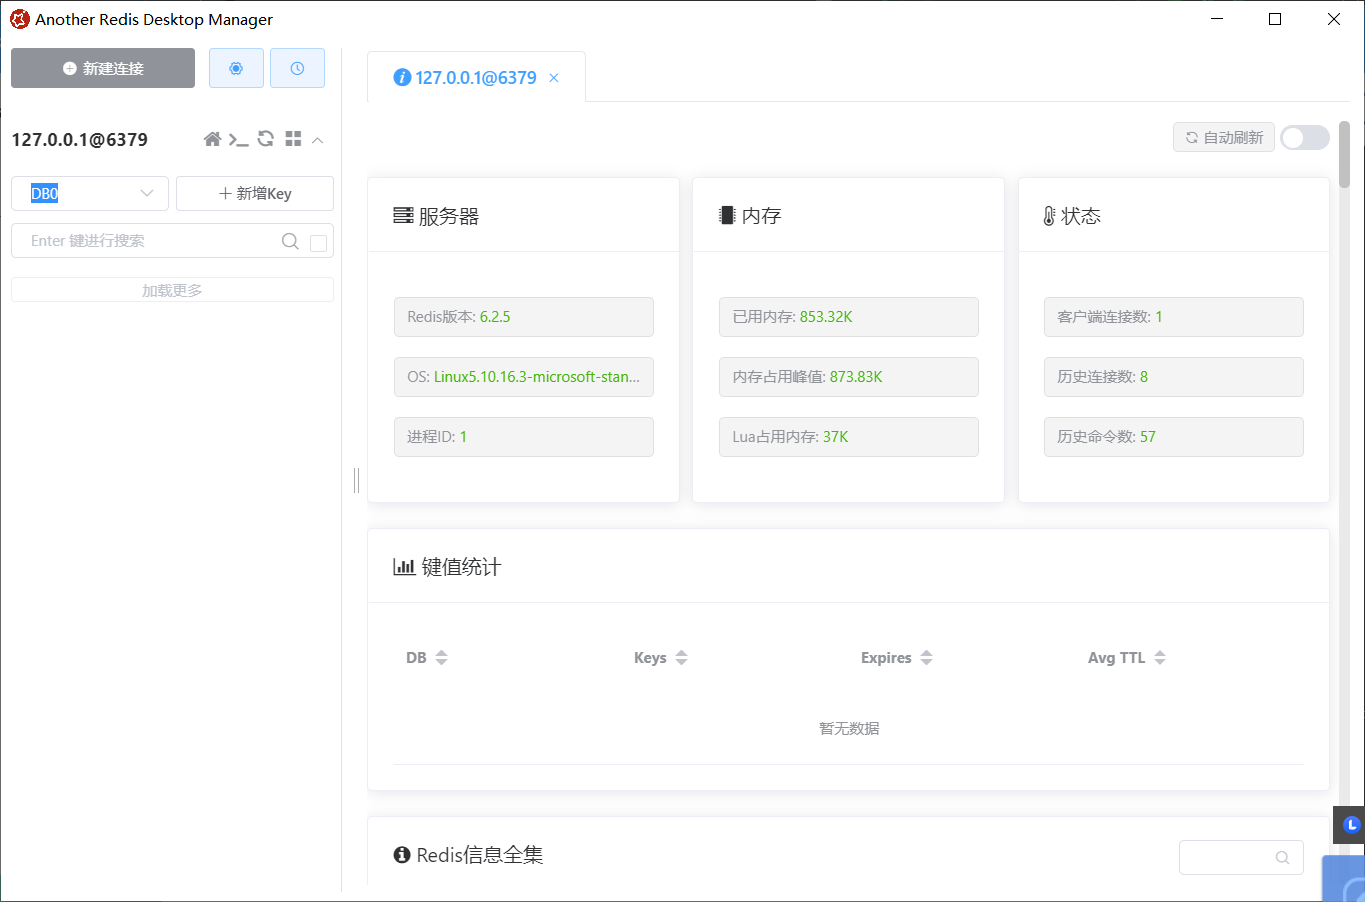 Another Redis Desktop Manager
新建连接
127.0.0.1@6379
DB0
新增Key
Enter 键进行搜索
加载更多
127.0.0.1@6379
自动刷新
服务器
Redis版本: 6.2.5
OS: Linux5.10.16.3-microsoft-stan...
进程ID: 1
内存
已用内存: 853.32K
内存占用峰值: 873.83K
Lua占用内存: 37K
状态
客户端连接数: 1
历史连接数: 8
历史命令数: 57
键值统计
DB Keys Expires Avg TTL
暂无数据
Redis信息全集